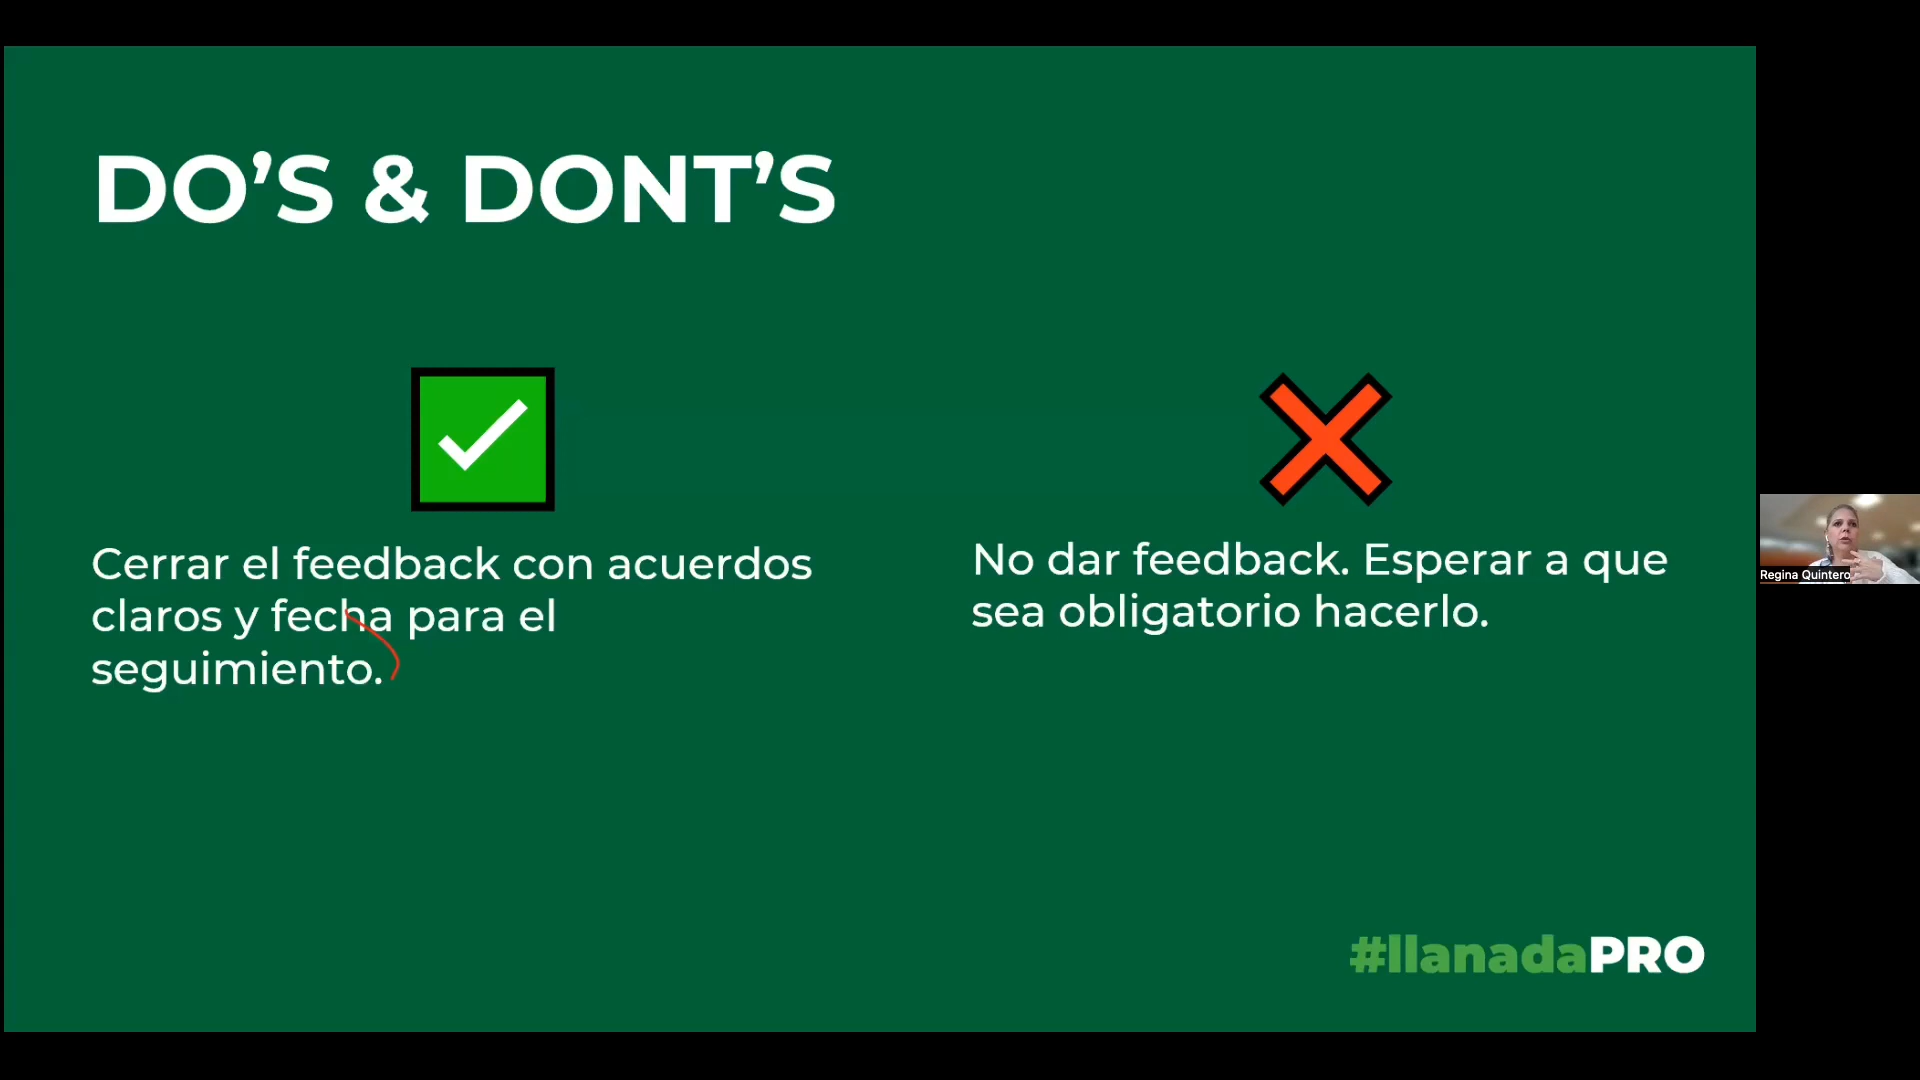 DO’S & DONT’S
Cerrar el feedback con acuerdos
claros y fecha para el
seguimiento.
No dar feedback. Esperar a que
sea obligatorio hacerlo.
Regina Quintero
#llanadaPRO